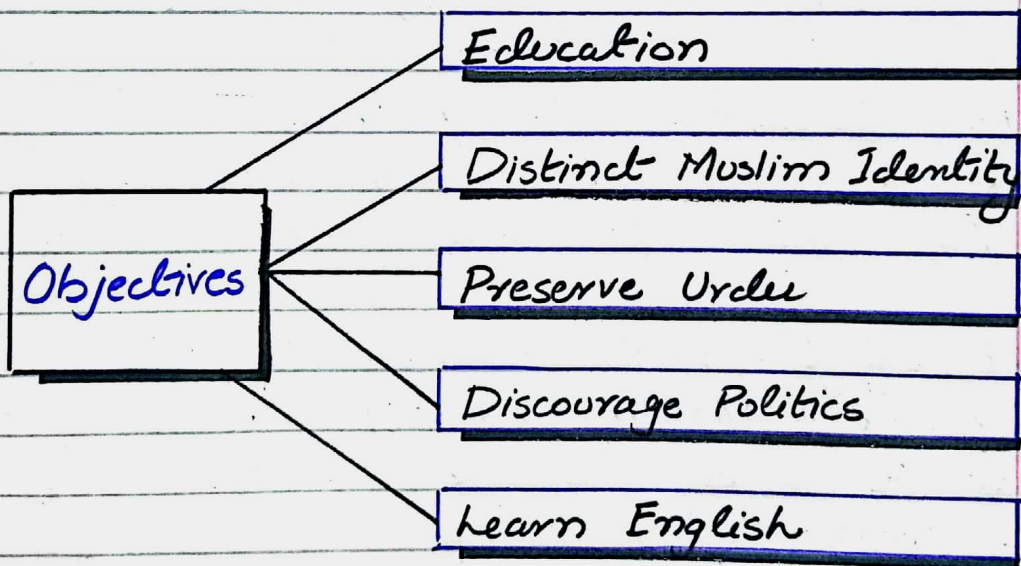 Objectives
Education
Distinct Muslim Identity
Preserve Urdu
Discourage Politics
Learn English